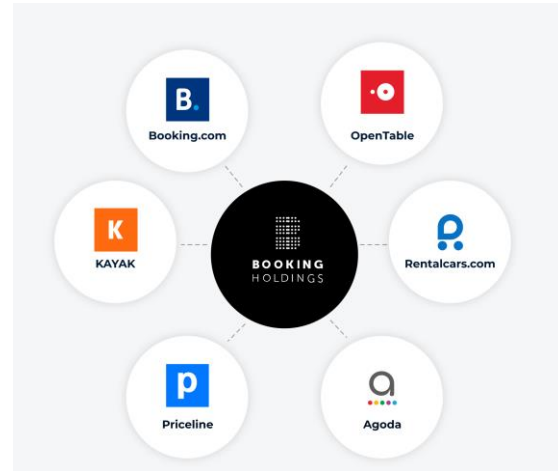 B.
Booking.com
OpenTable
K
KAYAK
BOOKING
HOLDINGS
Rentalcars.com
p
Priceline
a
Agoda